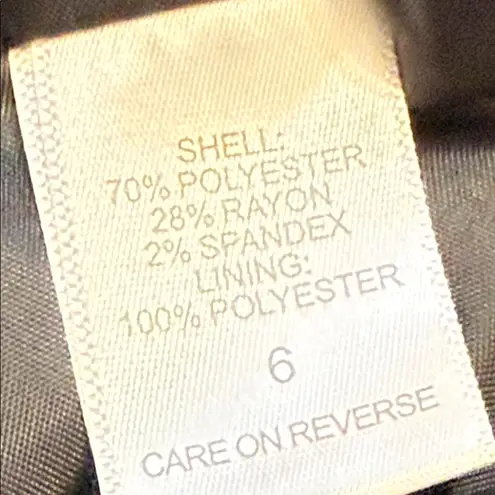 SHELL:
70% POLYESTER
28% RAYON
2% SPANDEX
LINING:
100% POLYESTER
6
CARE ON REVERSE